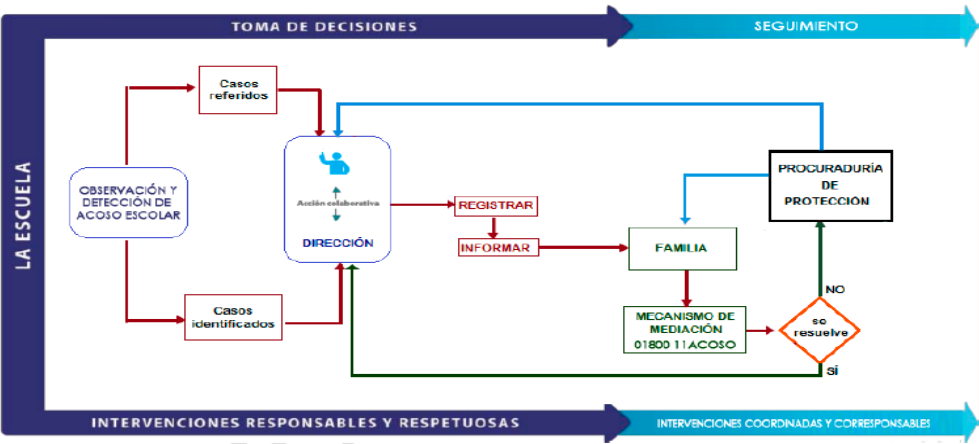 TOMA DE DECISIONES
SEGUIMIENTO
LA ESCUELA
Casos
referidos
OBSERVACIÓN Y
DETECCIÓN DE
ACOSO ESCOLAR
Acción colaborativa
DIRECCIÓN
Casos
identificados
REGISTRAR
INFORMAR
FAMILIA
MECANISMO DE
MEDIACIÓN
01800 11ACOSO
PROCURADURÍA
DE
PROTECCIÓN
NO
se
resuelve
SÍ
INTERVENCIONES RESPONSABLES Y RESPETUOSAS
INTERVENCIONES COORDINADAS Y CORRESPONSABLES